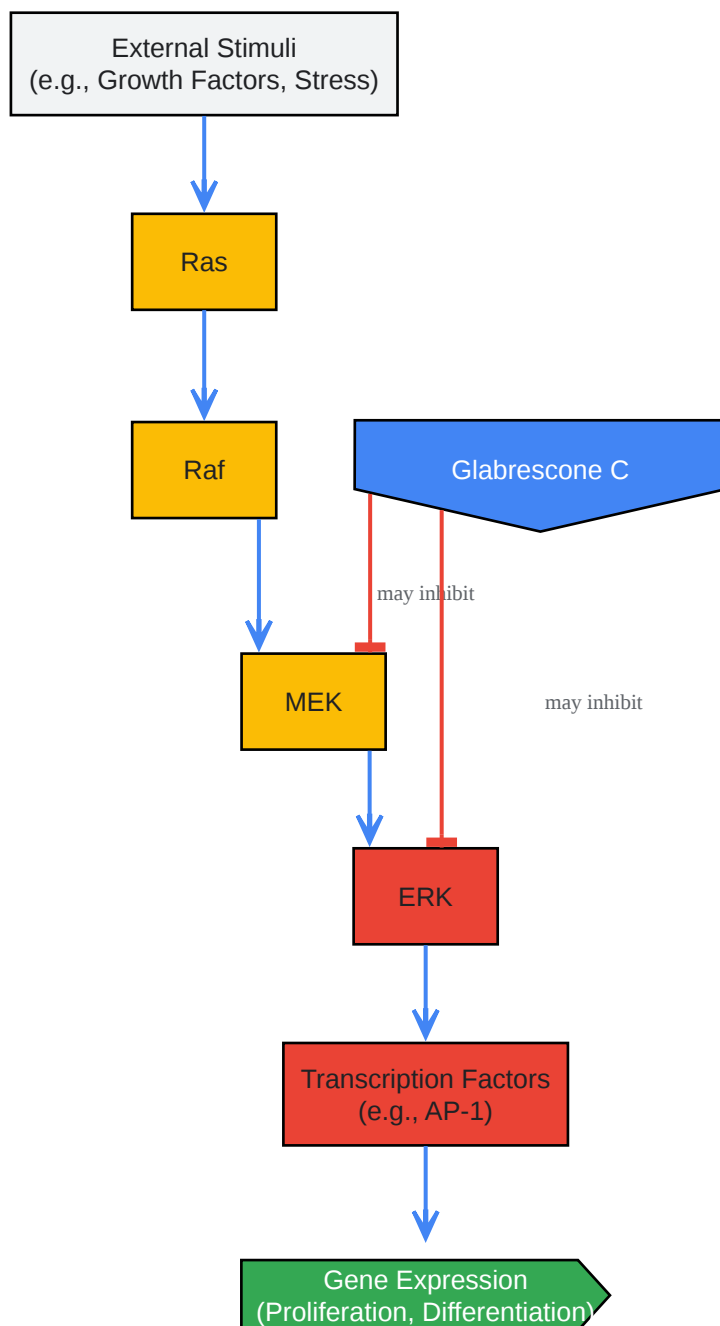 External Stimuli
(e.g., Growth Factors, Stress)
Ras
Raf
Glabrescone C
may inhibit
MEK
may inhibit
ERK
Transcription Factors
(e.g., AP-1)
Gene Expression
(Proliferation, Differentiation)